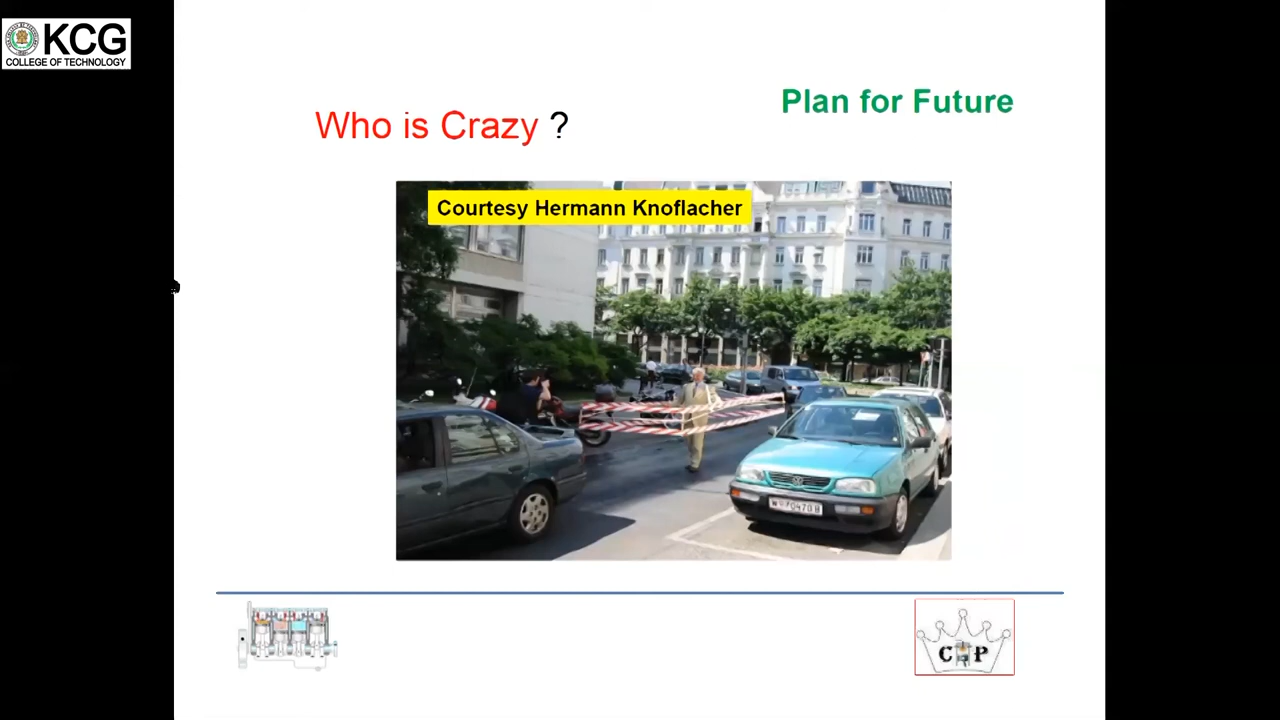 KCG
COLLEGE OF TECHNOLOGY
Plan for Future
Who is Crazy ?
Courtesy Hermann Knoflacher
C P